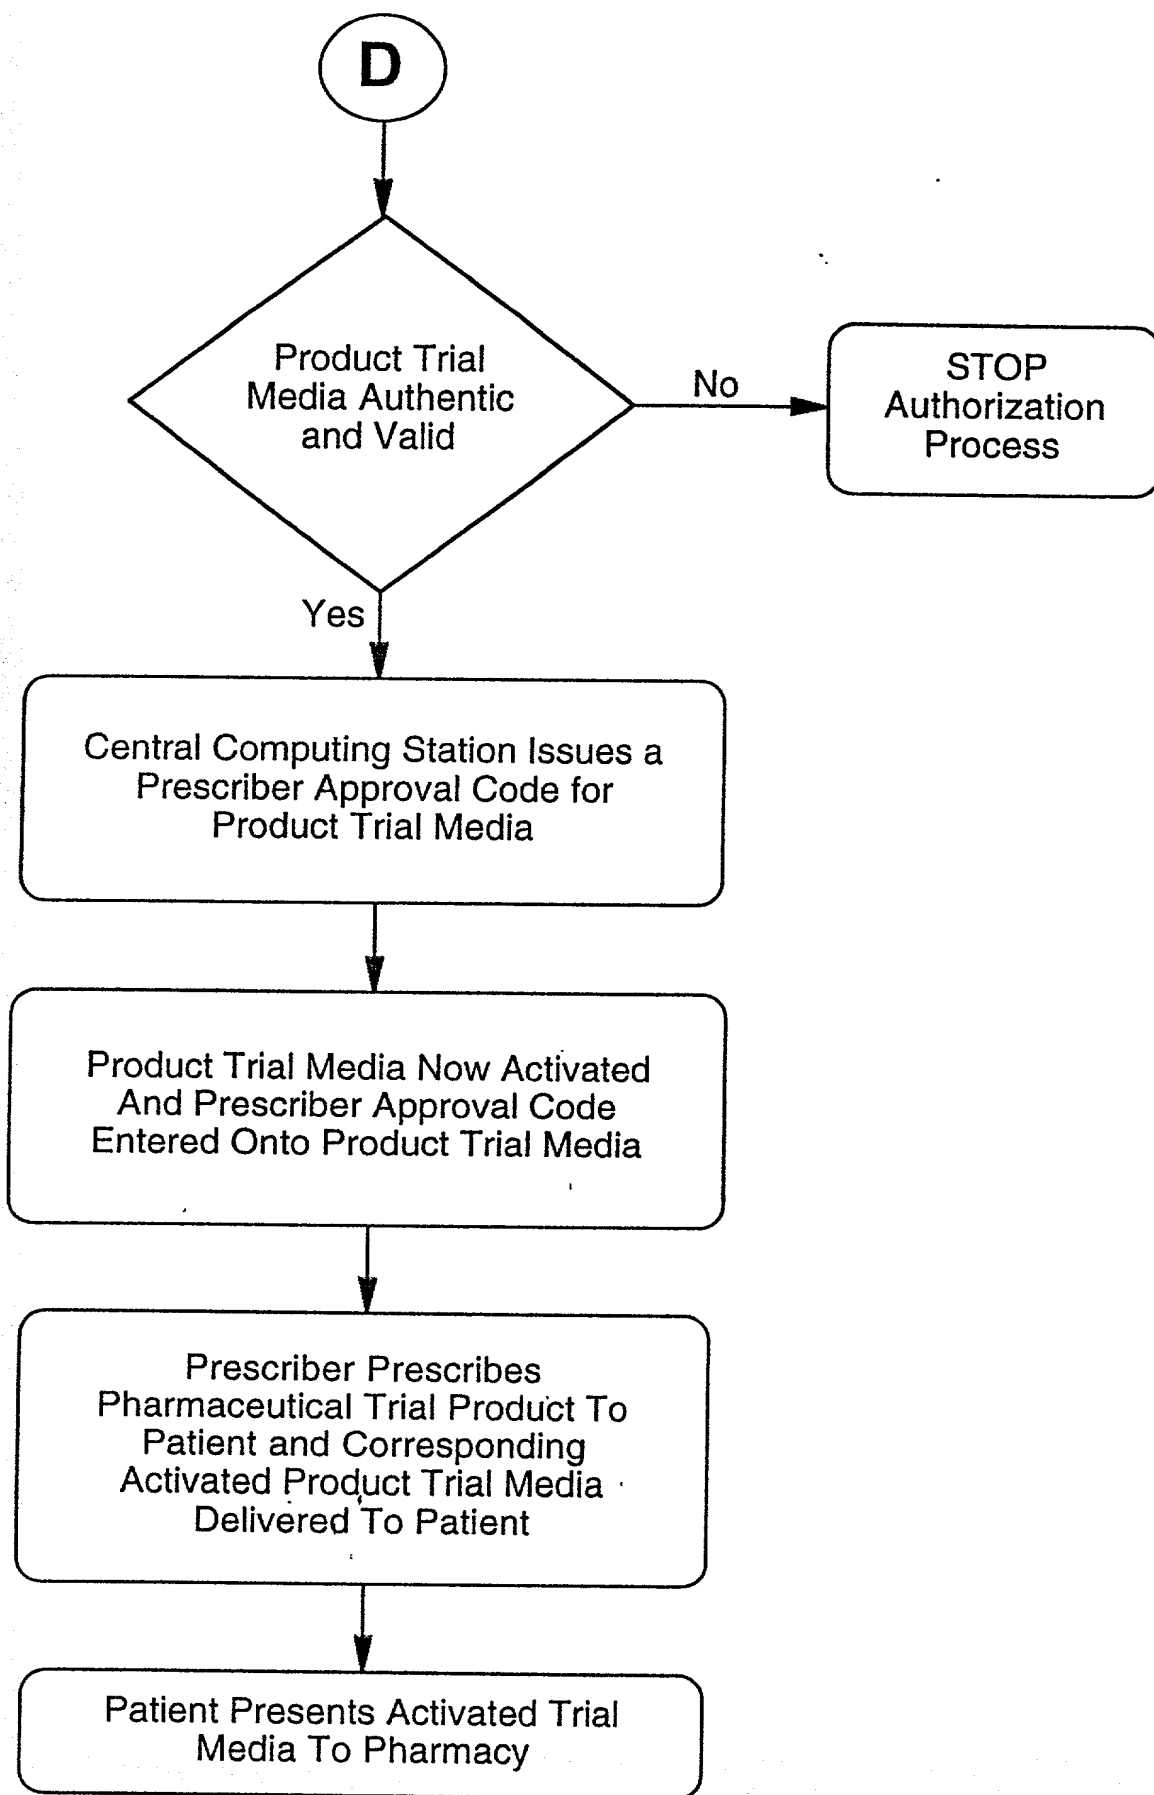 D
Product Trial
Media Authentic
and Valid
No
STOP
Authorization
Process
Yes
Central Computing Station Issues a
Prescriber Approval Code for
Product Trial Media
Product Trial Media Now Activated
And Prescriber Approval Code
Entered Onto Product Trial Media
Prescriber Prescribes
Pharmaceutical Trial Product To
Patient and Corresponding
Activated Product Trial Media
Delivered To Patient
Patient Presents Activated Trial
Media To Pharmacy